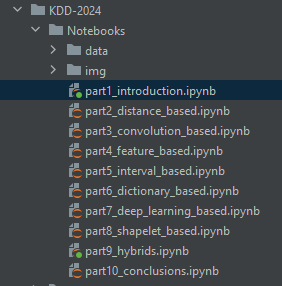 KDD-2024
Notebooks
data
img
part1_introduction.ipynb
part2_distance_based.ipynb
part3_convolution_based.ipynb
part4_feature_based.ipynb
part5_interval_based.ipynb
part6_dictionary_based.ipynb
part7_deep_learning_based.ipynb
part8_shapelet_based.ipynb
part9_hybrids.ipynb
part10_conclusions.ipynb